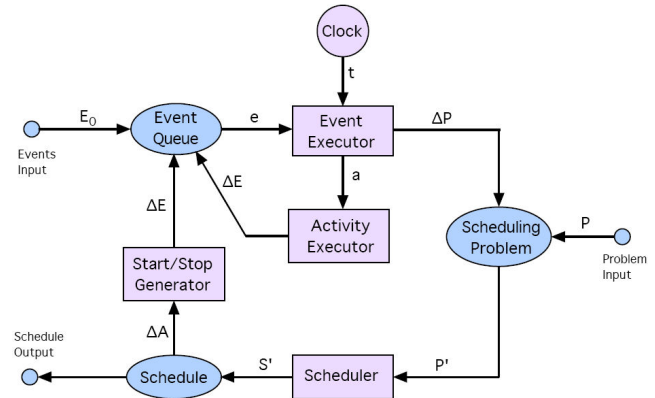 Clock
t
E₀
Event
Queue
e
Event
Executor
ΔP
Events
Input
a
ΔE
ΔE
Activity
Executor
Scheduling
Problem
P
Problem
Input
Start/Stop
Generator
Schedule
Output
ΔA
Schedule
S'
Scheduler
P'